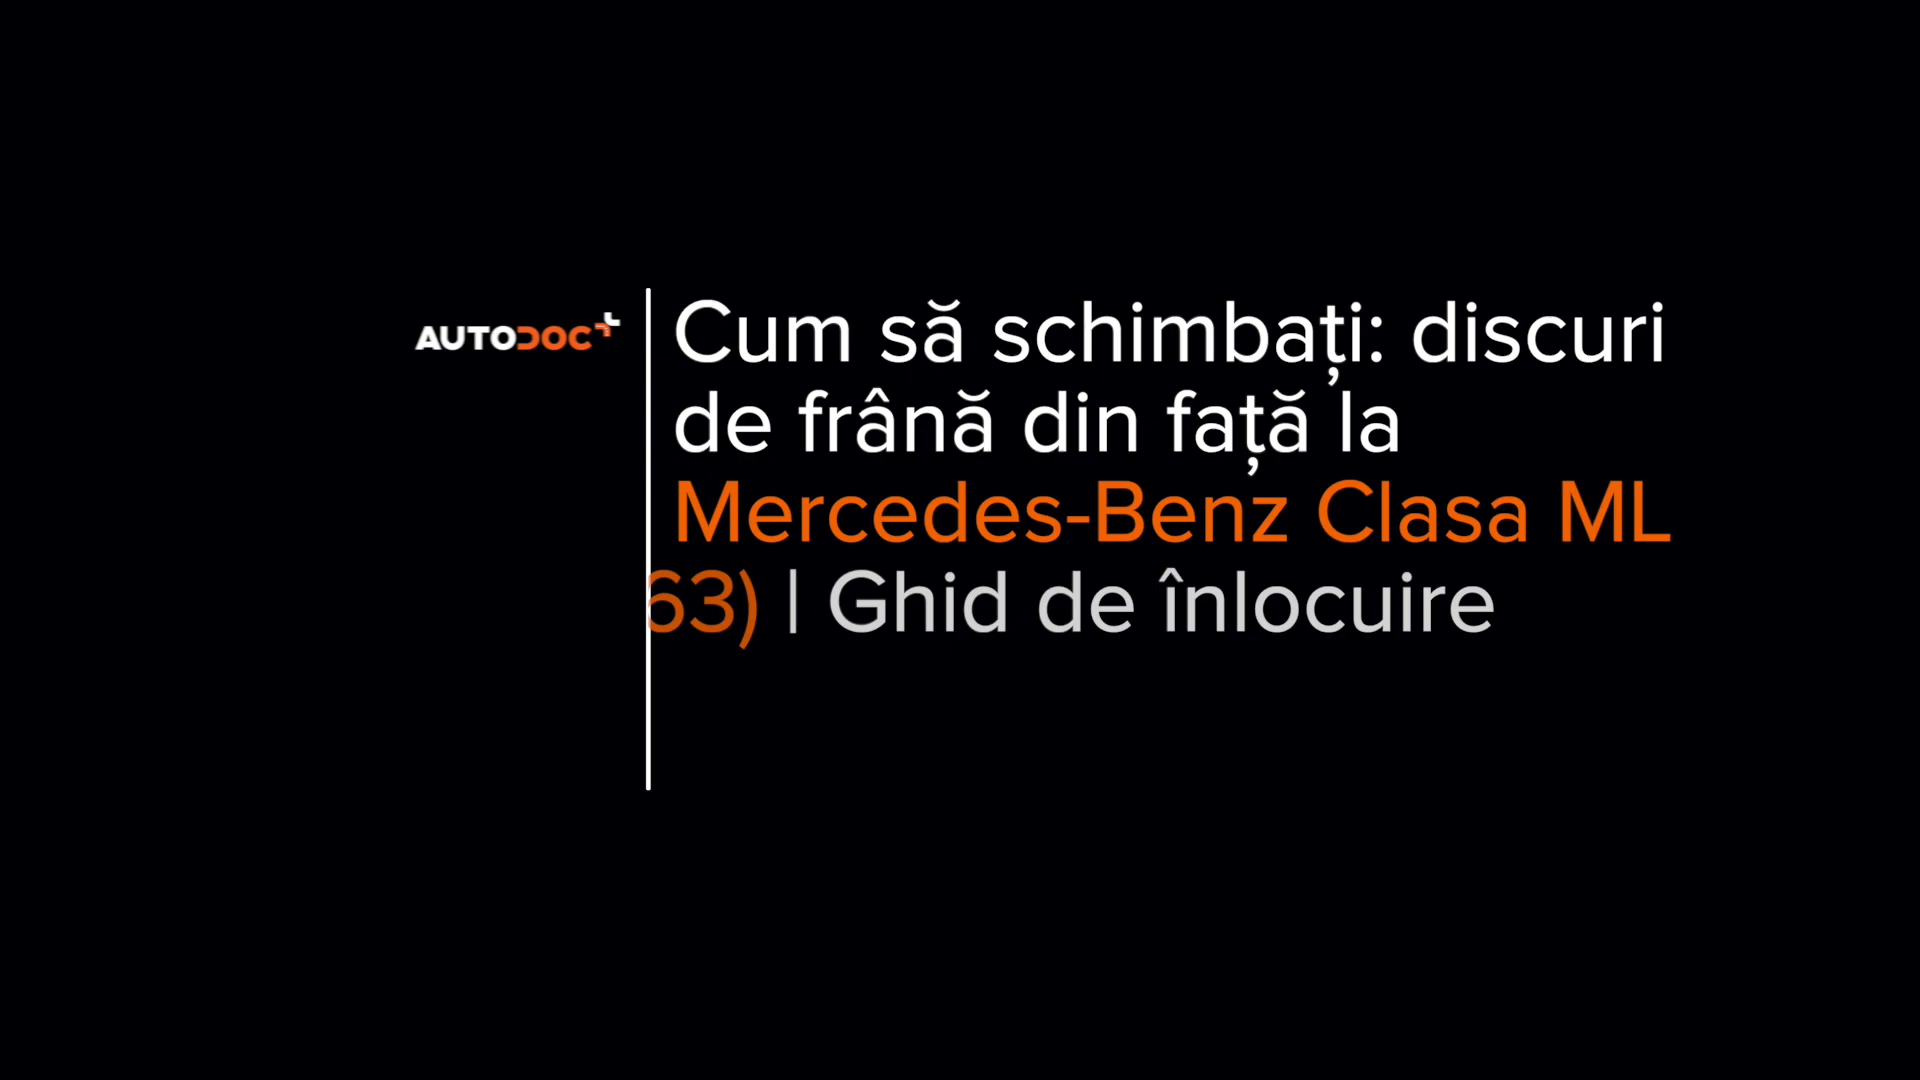 AUTODOC
Cum să schimbați: discuri
de frână din față la
Mercedes-Benz Clasa ML
63) | Ghid de înlocuire